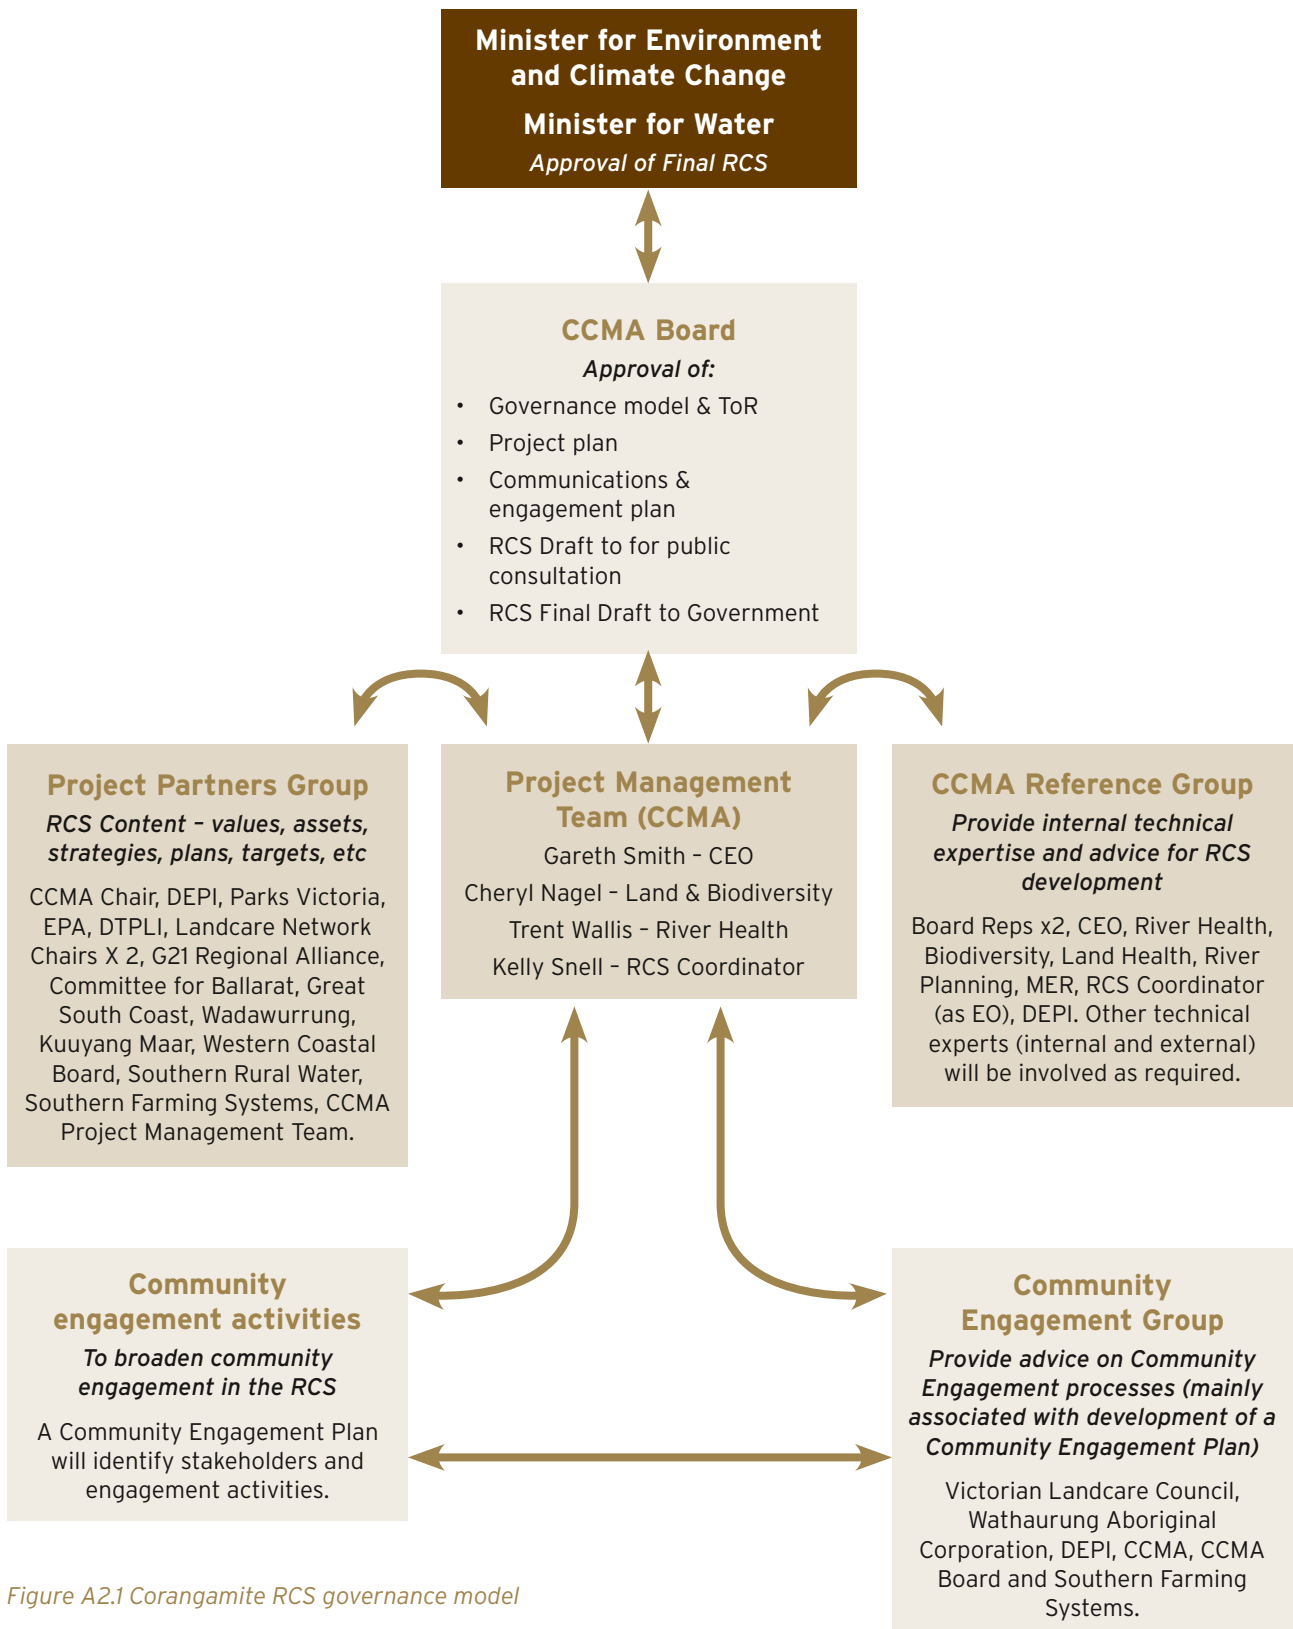 Minister for Environment
and Climate Change
Minister for Water
Approval of Final RCS
CCMA Board
Approval of:
• Governance model & ToR
• Project plan
• Communications &
engagement plan
• RCS Draft to for public
consultation
• RCS Final Draft to Government
Project Partners Group
RCS Content – values, assets,
strategies, plans, targets, etc
CCMA Chair, DEPI, Parks Victoria,
EPA, DTPLI, Landcare Network
Chairs X 2, G21 Regional Alliance,
Committee for Ballarat, Great
South Coast, Wadawurrung,
Kuuyang Maar, Western Coastal
Board, Southern Rural Water,
Southern Farming Systems, CCMA
Project Management Team.
Project Management
Team (CCMA)
Gareth Smith – CEO
Cheryl Nagel – Land & Biodiversity
Trent Wallis – River Health
Kelly Snell – RCS Coordinator
CCMA Reference Group
Provide internal technical
expertise and advice for RCS
development
Board Reps x2, CEO, River Health,
Biodiversity, Land Health, River
Planning, MER, RCS Coordinator
(as EO), DEPI. Other technical
experts (internal and external)
will be involved as required.
Community
engagement activities
To broaden community
engagement in the RCS
A Community Engagement Plan
will identify stakeholders and
engagement activities.
Community
Engagement Group
Provide advice on Community
Engagement processes (mainly
associated with development of a
Community Engagement Plan)
Victorian Landcare Council,
Wathaurung Aboriginal
Corporation, DEPI, CCMA, CCMA
Board and Southern Farming
Systems.
Figure A2.1 Corangamite RCS governance model